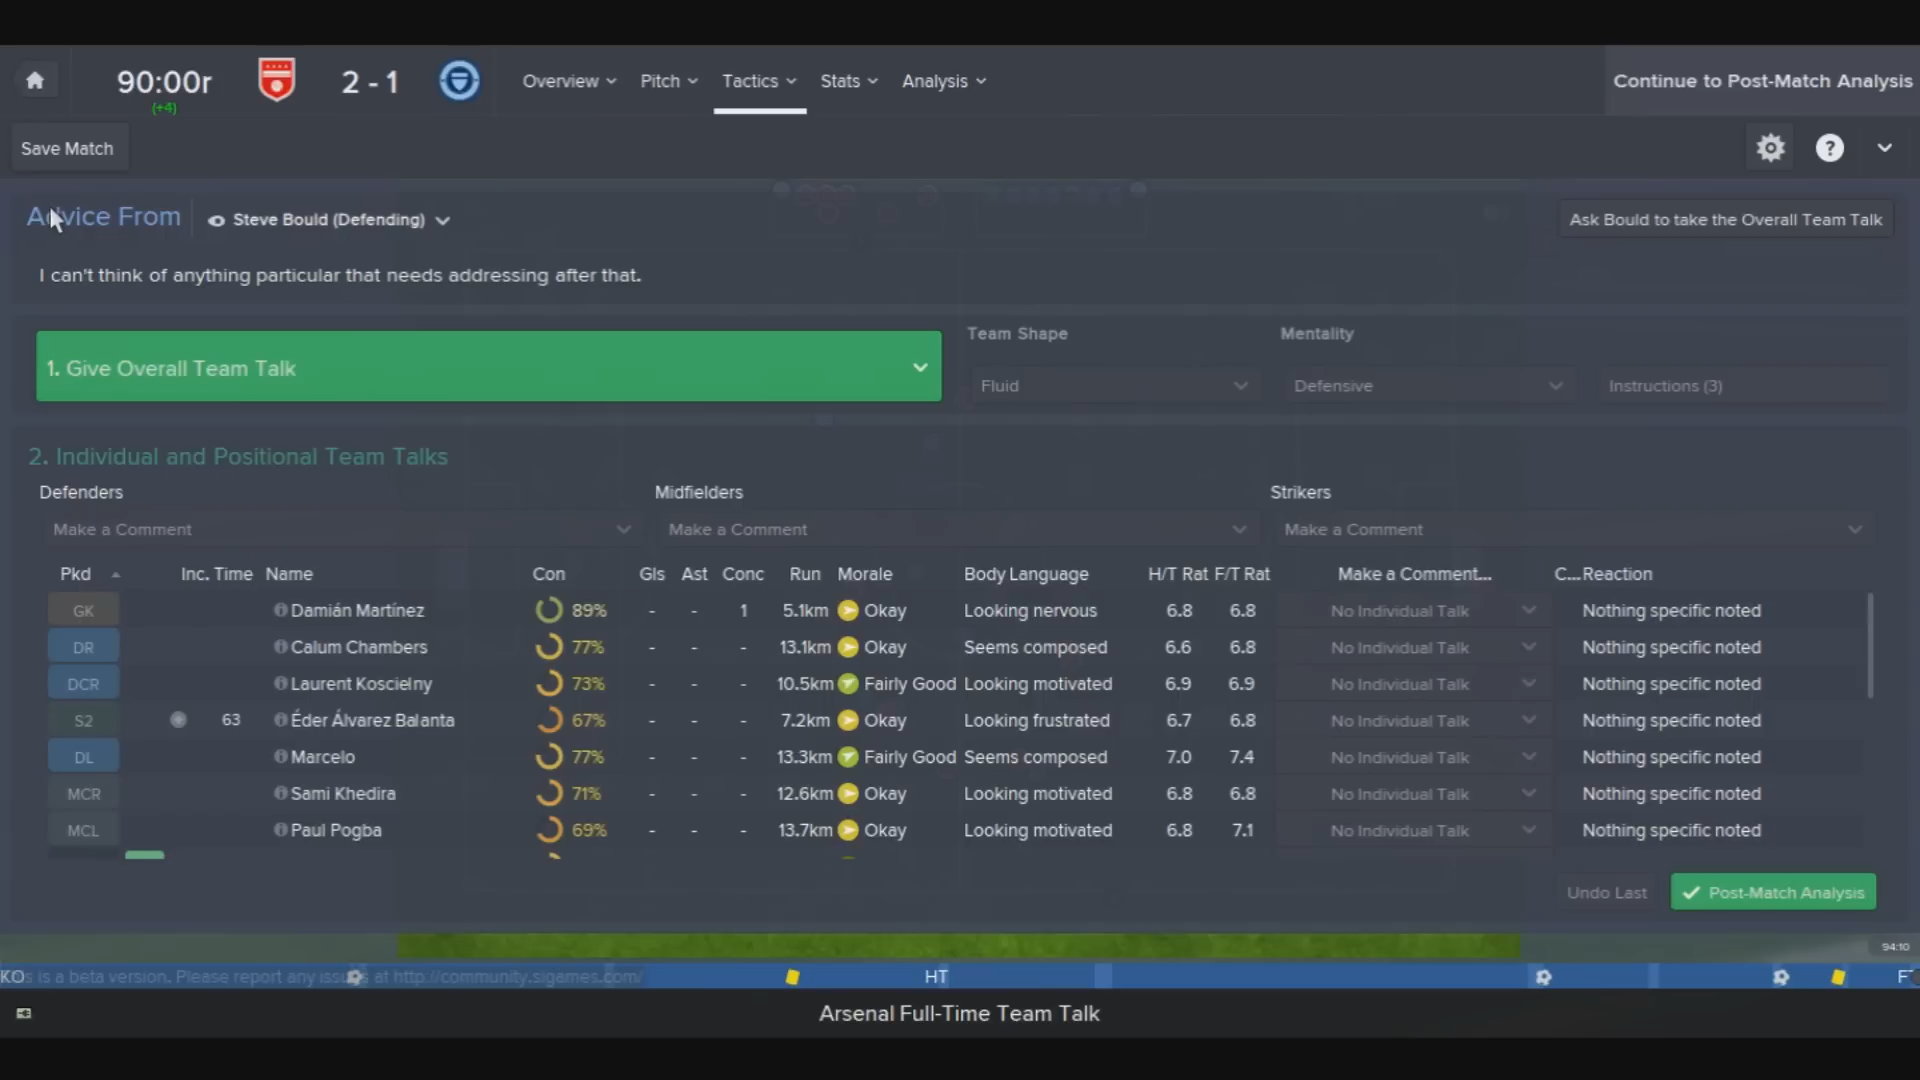 90:00r
(+4)
2 - 1
Overview Pitch Tactics Stats Analysis
Continue to Post-Match Analysis
Save Match
?
Advice From Steve Bould (Defending)
Ask Bould to take the Overall Team Talk
I can't think of anything particular that needs addressing after that.
1. Give Overall Team Talk
Team Shape Mentality
Fluid Defensive Instructions (3)
2. Individual and Positional Team Talks
Defenders Midfielders Strikers
Make a Comment Make a Comment Make a Comment
Pkd Inc. Time Name Con Gls Ast Conc Run Morale Body Language H/T Rat F/T Rat Make a Comment... C... Reaction
GK Damián Martínez 89% - - 1 5.1km Okay Looking nervous 6.8 6.8 No Individual Talk Nothing specific noted
DR Calum Chambers 77% - - - 13.1km Okay Seems composed 6.6 6.8 No Individual Talk Nothing specific noted
DCR Laurent Koscielny 73% - - - 10.5km Fairly Good Looking motivated 6.9 6.9 No Individual Talk Nothing specific noted
S2 63 Éder Álvarez Balanta 67% - - - 7.2km Okay Looking frustrated 6.7 6.8 No Individual Talk Nothing specific noted
DL Marcelo 77% - - - 13.3km Fairly Good Seems composed 7.0 7.4 No Individual Talk Nothing specific noted
MCR Sami Khedira 71% - - - 12.6km Okay Looking motivated 6.8 6.8 No Individual Talk Nothing specific noted
MCL Paul Pogba 69% - - - 13.7km Okay Looking motivated 6.8 7.1 No Individual Talk Nothing specific noted
Undo Last Post-Match Analysis
94:10
KO is a beta version. Please report any issues at http://community.sigames.com/ HT
Arsenal Full-Time Team Talk